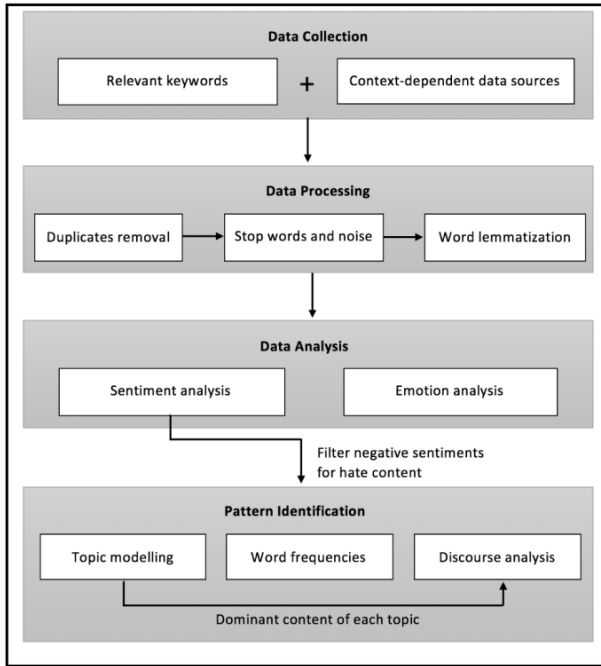 Data Collection
Relevant keywords
+
Context-dependent data sources
Data Processing
Duplicates removal
Stop words and noise
Word lemmatization
Data Analysis
Sentiment analysis
Emotion analysis
Filter negative sentiments
for hate content
Pattern Identification
Topic modelling
Word frequencies
Discourse analysis
Dominant content of each topic